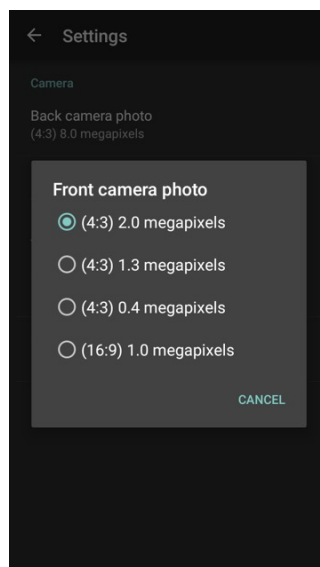 Settings
Camera
Back camera photo
(4:3) 8.0 megapixels
Front camera photo
(4:3) 2.0 megapixels
(4:3) 1.3 megapixels
(4:3) 0.4 megapixels
(16:9) 1.0 megapixels
CANCEL